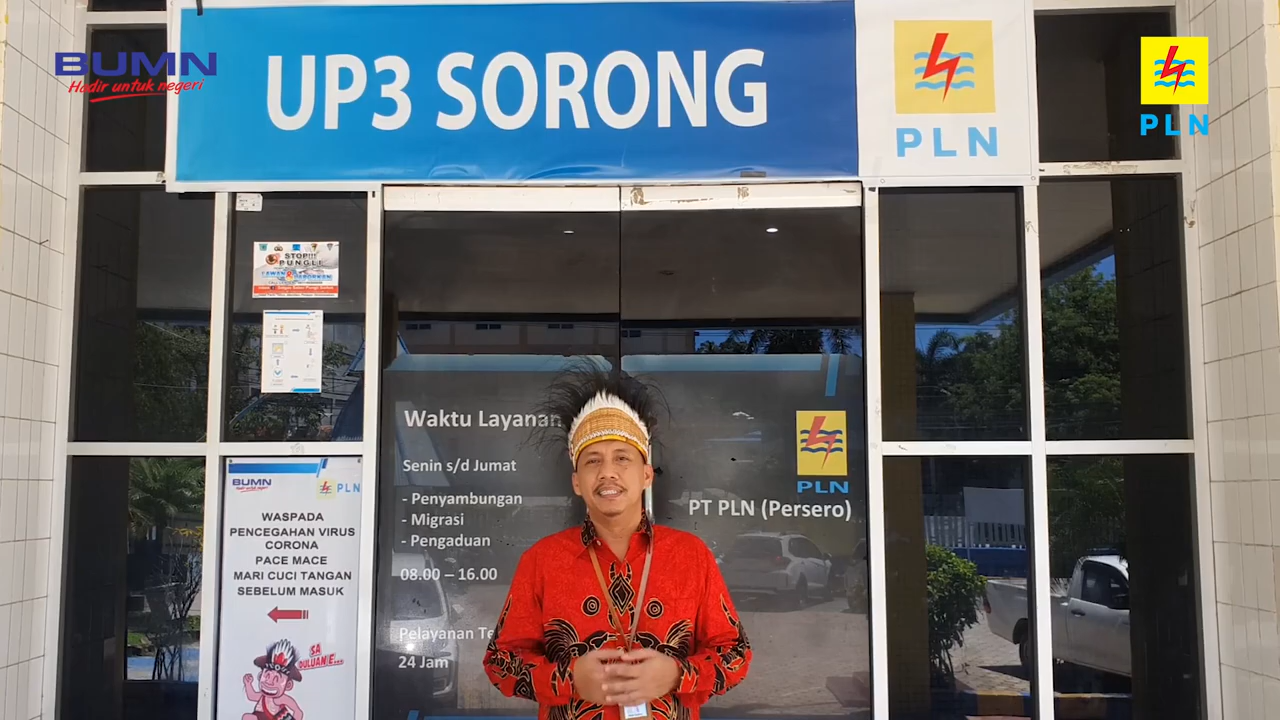 BUMN
Hadir untuk negeri
UP3 SORONG
PLN
PLN
STOP!!!
PUNGLI
Waktu Layanan
Senin s/d Jumat
- Penyambungan
- Migrasi
- Pengaduan
08.00 – 16.00
Pelayanan Te
24 Jam
PLN
PT PLN (Persero)
BUMN
PLN
WASPADA
PENCEGAHAN VIRUS
CORONA
PACE MACE
MARI CUCI TANGAN
SEBELUM MASUK
SA
DULUAN E...